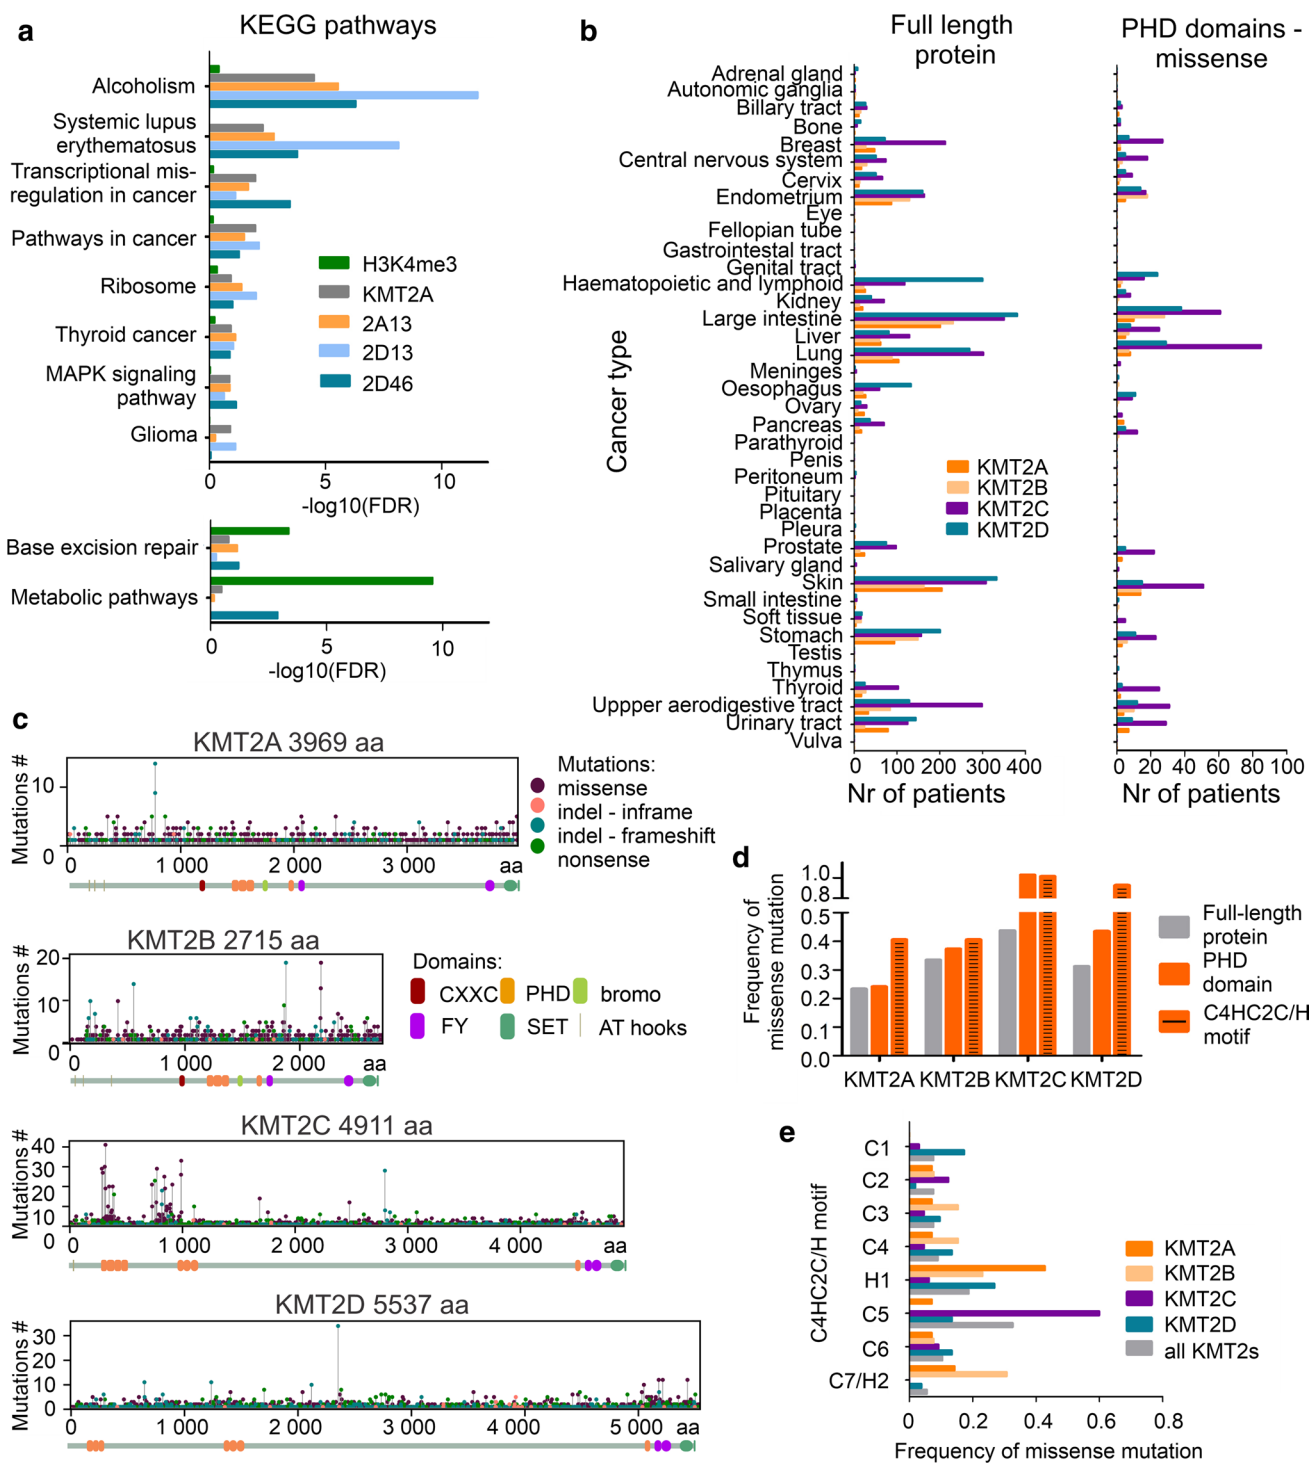 a
KEGG pathways
Alcoholism
Systemic lupus
erythematosus
Transcriptional mis-
regulation in cancer
Pathways in cancer
Ribosome
Thyroid cancer
MAPK signaling
pathway
Glioma
H3K4me3
KMT2A
2A13
2D13
2D46
0 5 10
-log10(FDR)
Base excision repair
Metabolic pathways
0 5 10
-log10(FDR)
b
Full length
protein
PHD domains -
missense
Cancer type
Adrenal gland
Autonomic ganglia
Billary tract
Bone
Breast
Central nervous system
Cervix
Endometrium
Eye
Fellopian tube
Gastrointestal tract
Genital tract
Haematopoietic and lymphoid
Kidney
Large intestine
Liver
Lung
Meninges
Oesophagus
Ovary
Pancreas
Parathyroid
Penis
Peritoneum
Pituitary
Placenta
Pleura
Prostate
Salivary gland
Skin
Small intestine
Soft tissue
Stomach
Testis
Thymus
Thyroid
Uppper aerodigestive tract
Urinary tract
Vulva
KMT2A
KMT2B
KMT2C
KMT2D
0 100 200 300 400
Nr of patients
0 20 40 60 80 100
Nr of patients
c
KMT2A 3969 aa
Mutations #
10
0
0 1 000 2 000 3 000 aa
Mutations:
missense
indel - inframe
indel - frameshift
nonsense
KMT2B 2715 aa
Mutations #
20
10
0
0 1 000 2 000 aa
Domains:
CXXC PHD bromo
FY SET AT hooks
KMT2C 4911 aa
Mutations #
40
30
20
10
0
0 1 000 2 000 3 000 4 000 aa
KMT2D 5537 aa
Mutations #
30
20
10
0
0 1 000 2 000 3 000 4 000 5 000 aa
d
Frequency of
missense mutation
1.0
0.8
0.5
0.4
0.3
0.2
0.1
0.0
KMT2A KMT2B KMT2C KMT2D
Full-length
protein
PHD
domain
C4HC2C/H
motif
e
C4HC2C/H motif
C1
C2
C3
C4
H1
C5
C6
C7/H2
KMT2A
KMT2B
KMT2C
KMT2D
all KMT2s
0 0.2 0.4 0.6 0.8
Frequency of missense mutation